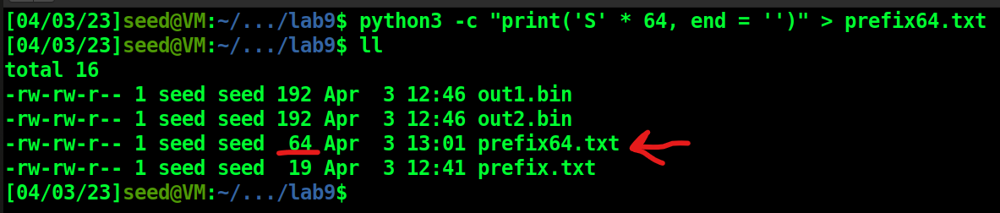 [04/03/23]seed@VM:~/.../lab9$ python3 -c "print('S' * 64, end = '')" > prefix64.txt
[04/03/23]seed@VM:~/.../lab9$ ll
total 16
-rw-rw-r-- 1 seed seed 192 Apr  3 12:46 out1.bin
-rw-rw-r-- 1 seed seed 192 Apr  3 12:46 out2.bin
-rw-rw-r-- 1 seed seed  64 Apr  3 13:01 prefix64.txt
-rw-rw-r-- 1 seed seed  19 Apr  3 12:41 prefix.txt
[04/03/23]seed@VM:~/.../lab9$